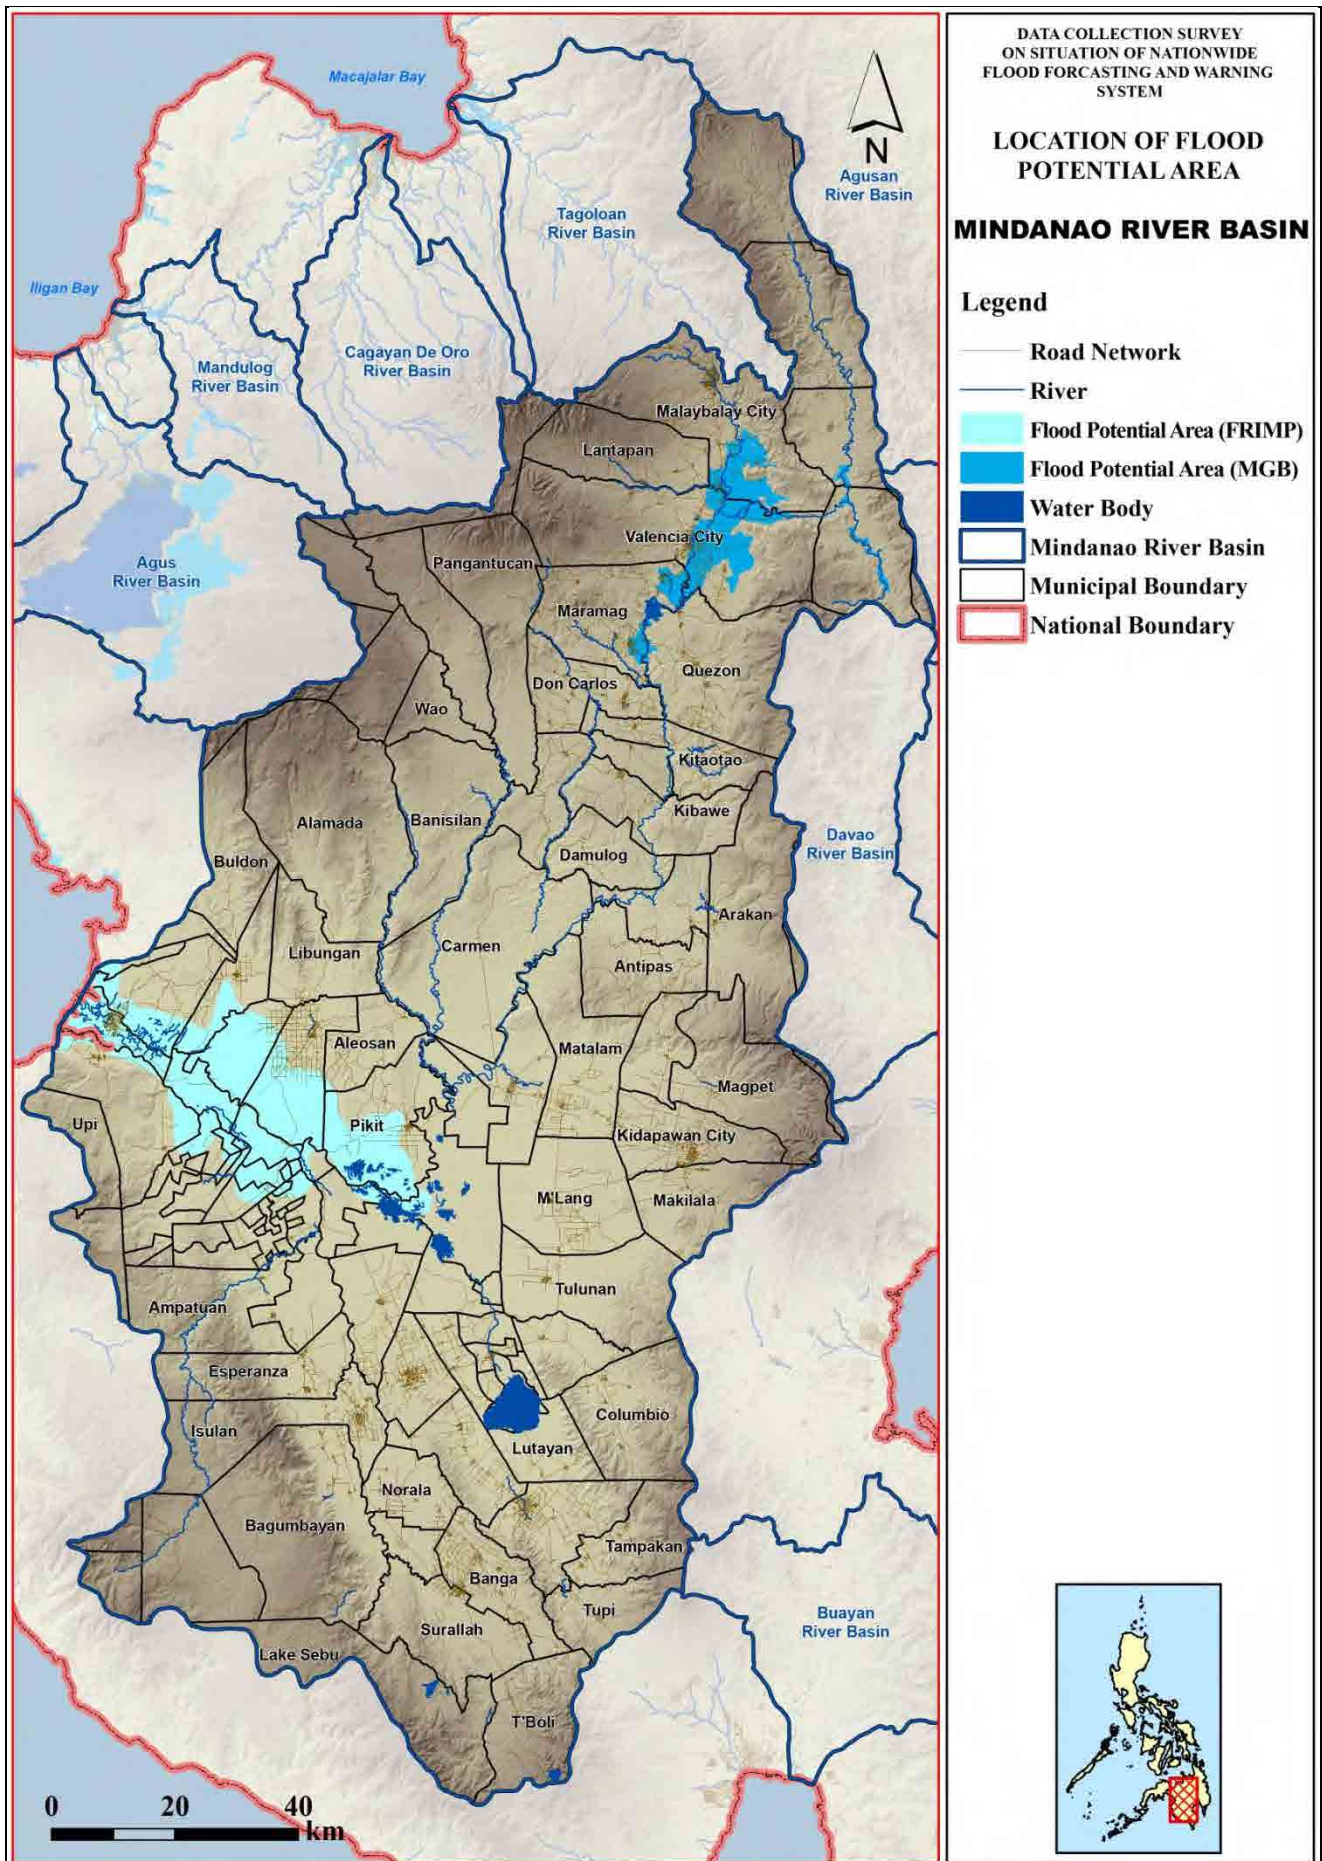 DATA COLLECTION SURVEY
ON SITUATION OF NATIONWIDE
FLOOD FORCASTING AND WARNING
SYSTEM
LOCATION OF FLOOD
POTENTIAL AREA
MINDANAO RIVER BASIN
Legend
Road Network
River
Flood Potential Area (FRIMP)
Flood Potential Area (MGB)
Water Body
Mindanao River Basin
Municipal Boundary
National Boundary
Macajalar Bay
N
Agusan
River Basin
Tagoloan
River Basin
Iligan Bay
Mandulog
River Basin
Cagayan De Oro
River Basin
Malaybalay City
Lantapan
Valencia City
Pangantucan
Agus
River Basin
Maramag
Quezon
Don Carlos
Wao
Kitaotao
Kibawe
Alamada
Banisilan
Damulog
Davao
River Basin
Buldon
Arakan
Libungan
Carmen
Antipas
Aleosan
Matalam
Magpet
Upi
Pikit
Kidapawan City
M'Lang
Makilala
Tulunan
Ampatuan
Esperanza
Columbio
Isulan
Lutayan
Norala
Bagumbayan
Tampakan
Banga
Tupi
Buayan
River Basin
Surallah
Lake Sebu
T'Boli
0 20 40
km